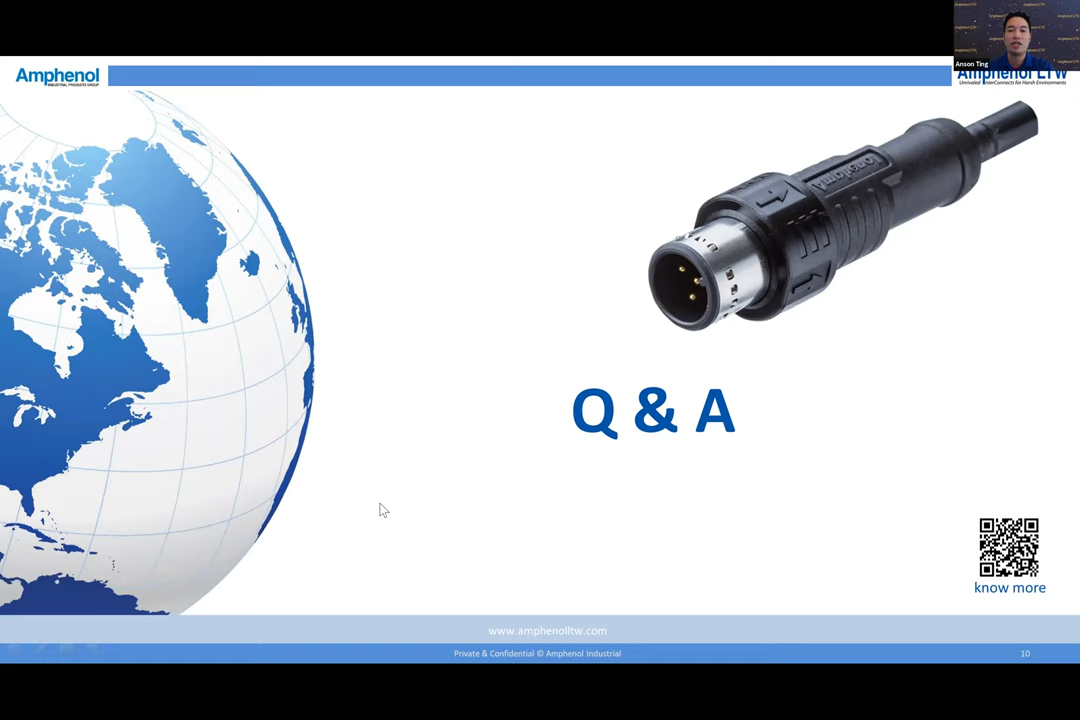 Anson Ting
Amphenol
INDUSTRIAL PRODUCTS GROUP
Amphenol LTW
Unrivaled InterConnects for Harsh Environments
Amphenol
Q & A
know more
www.amphenolltw.com
Private & Confidential © Amphenol Industrial
10